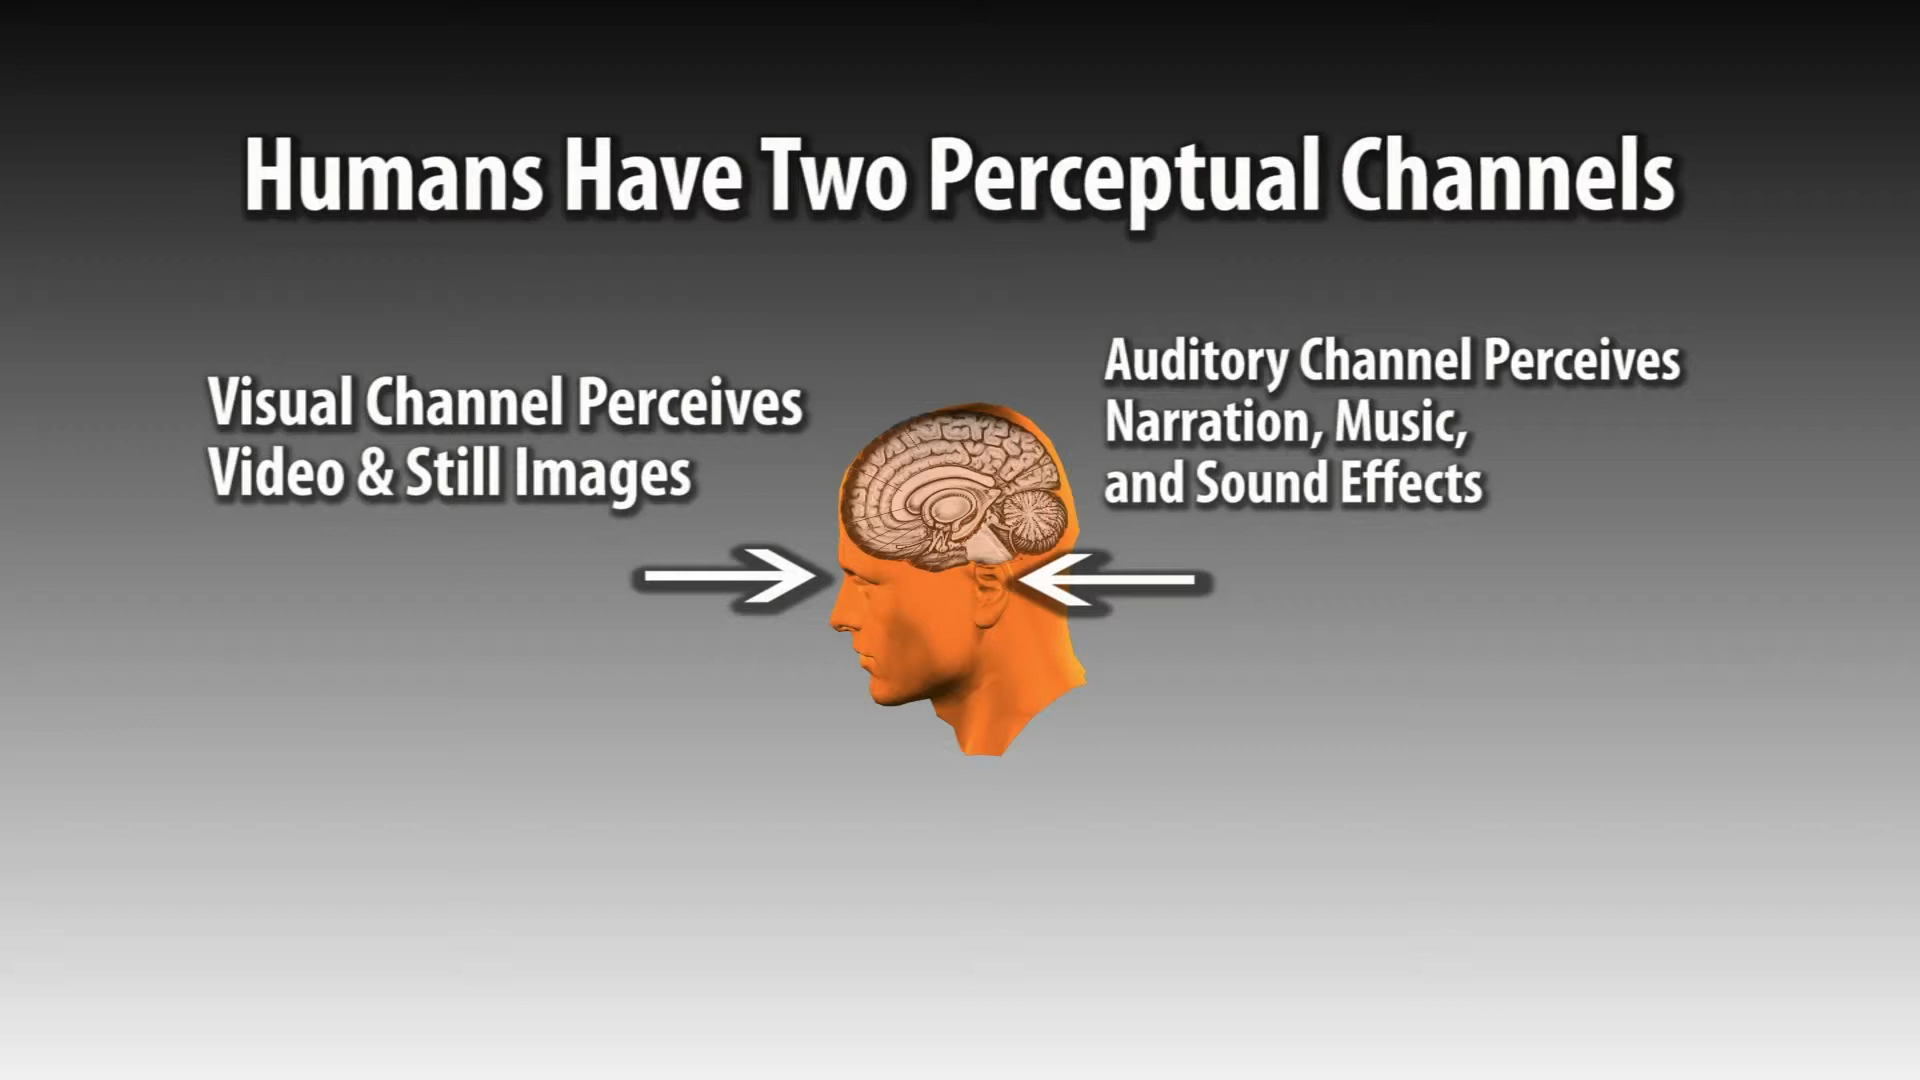 Humans Have Two Perceptual Channels
Visual Channel Perceives
Video & Still Images
Auditory Channel Perceives
Narration, Music,
and Sound Effects